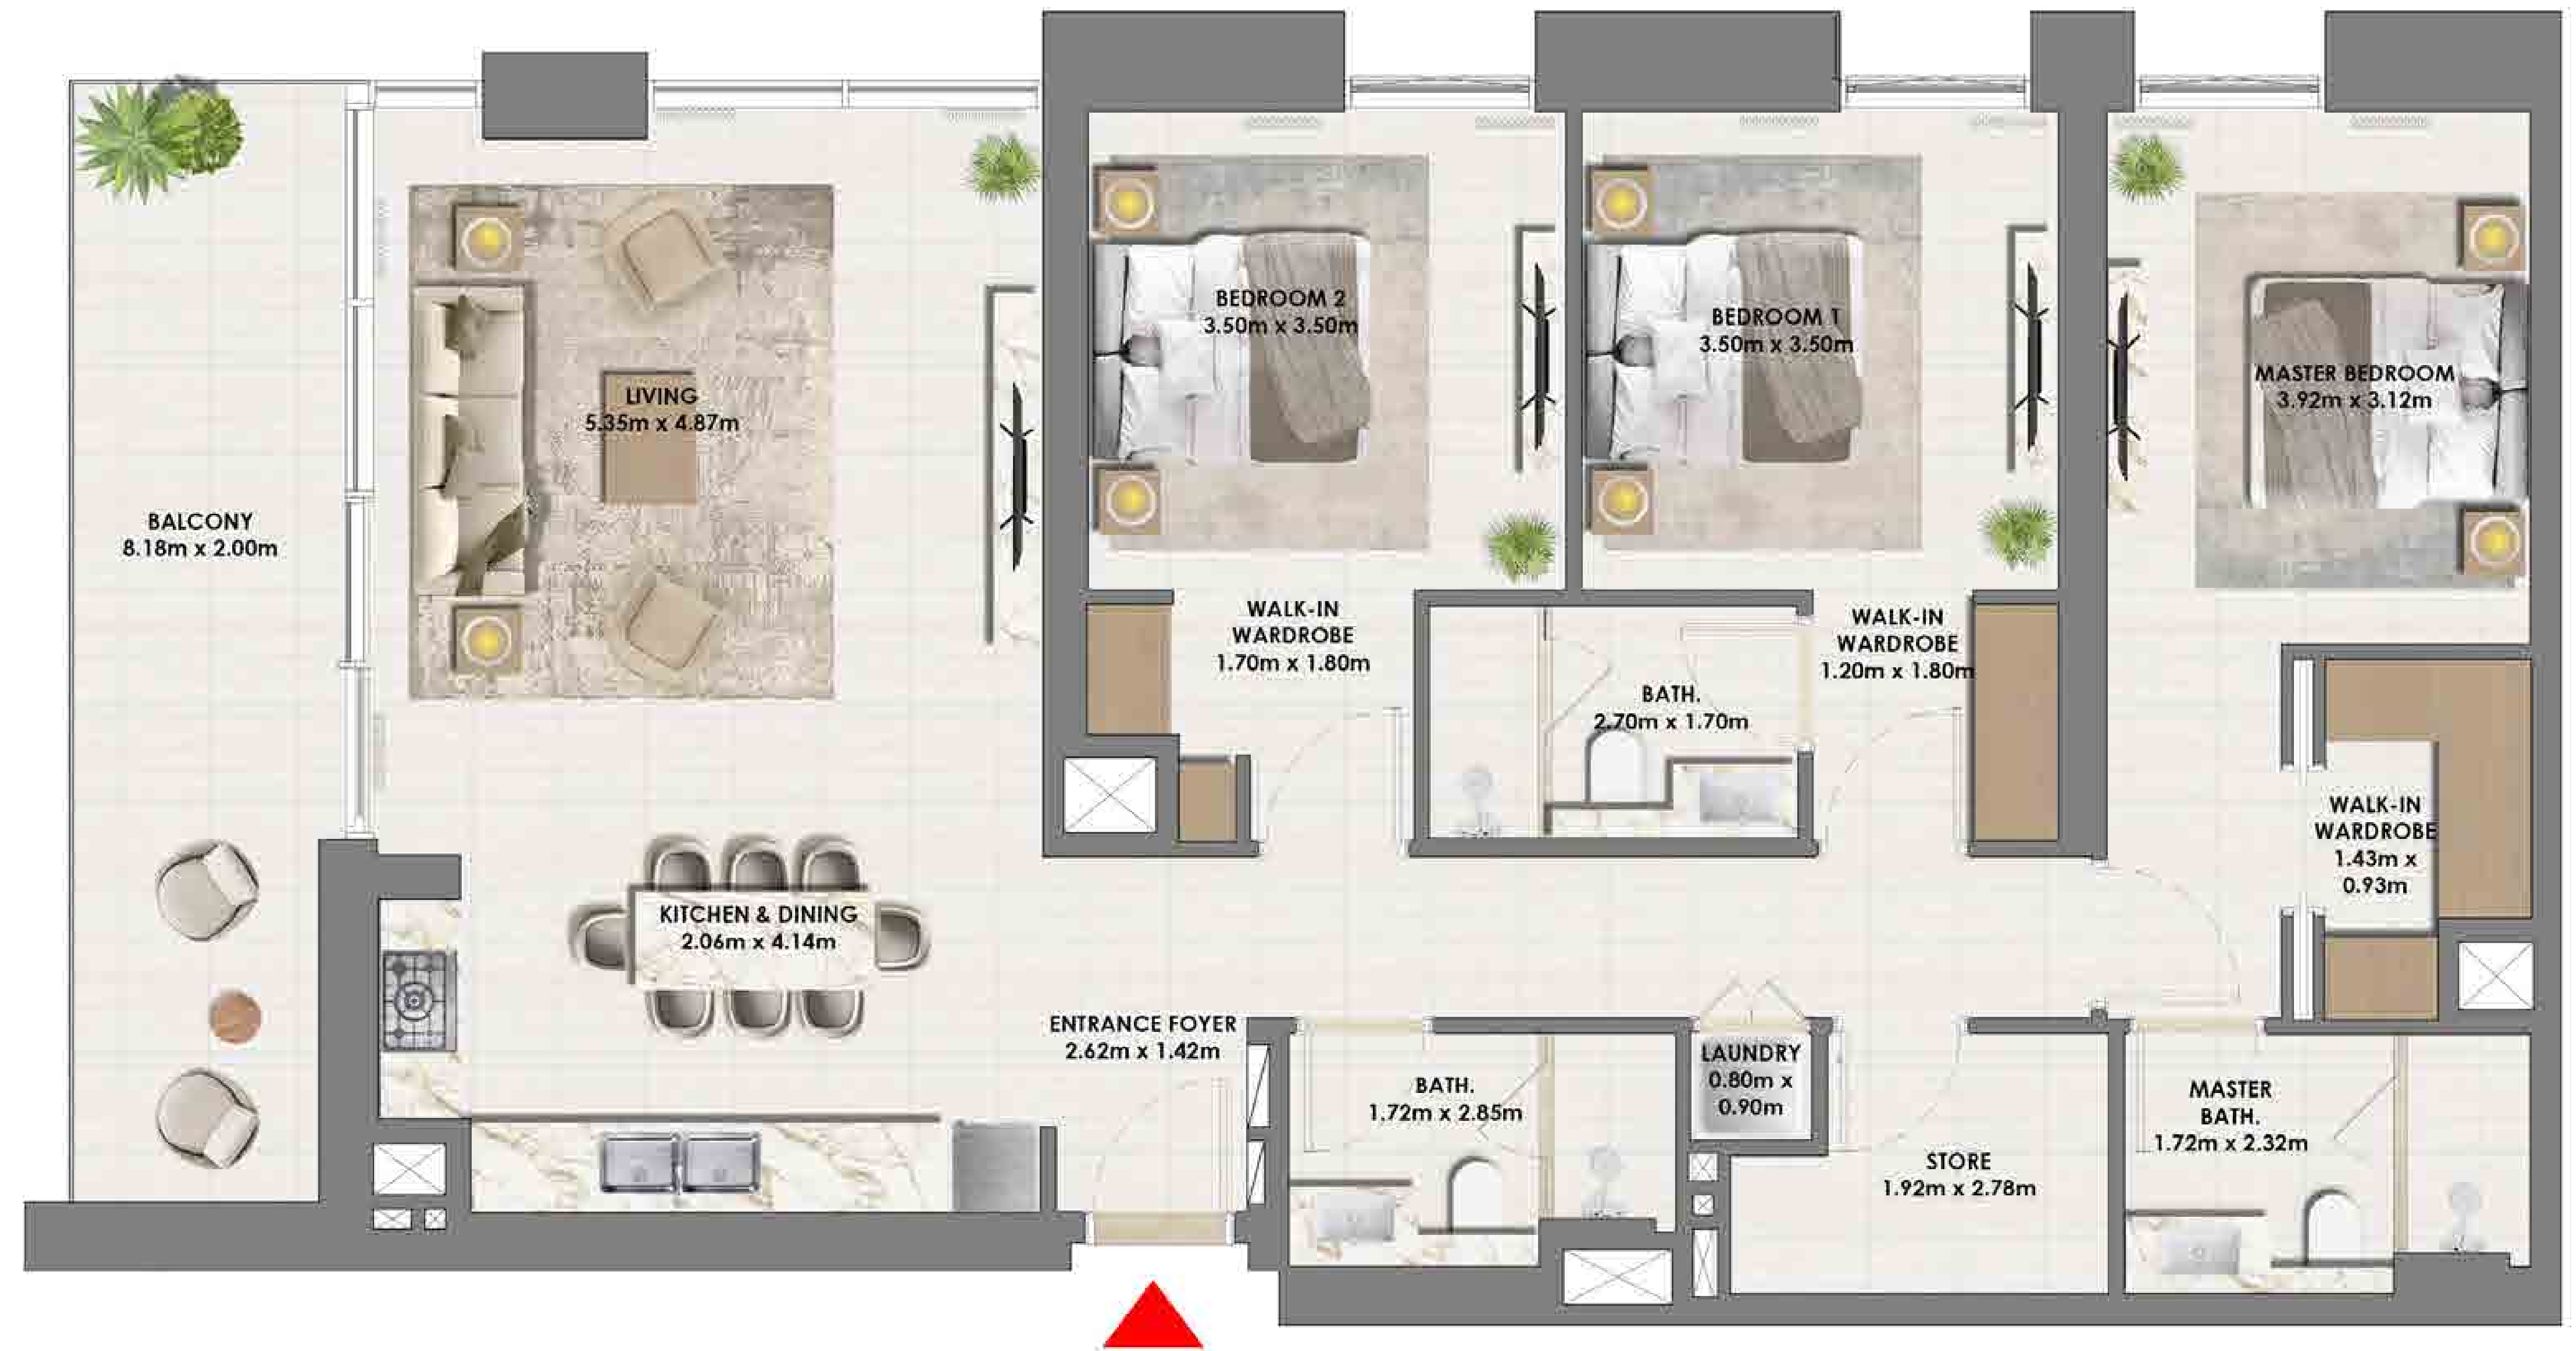 BEDROOM 2
3.50m x 3.50m
BEDROOM 1
3.50m x 3.50m
MASTER BEDROOM
3.92m x 3.12m
LIVING
5.35m x 4.87m
BALCONY
8.18m x 2.00m
WALK-IN
WARDROBE
1.70m x 1.80m
WALK-IN
WARDROBE
1.20m x 1.80m
BATH.
2.70m x 1.70m
WALK-IN
WARDROBE
1.43m x
0.93m
KITCHEN & DINING
2.06m x 4.14m
ENTRANCE FOYER
2.62m x 1.42m
BATH.
1.72m x 2.85m
LAUNDRY
0.80m x
0.90m
STORE
1.92m x 2.78m
MASTER
BATH.
1.72m x 2.32m